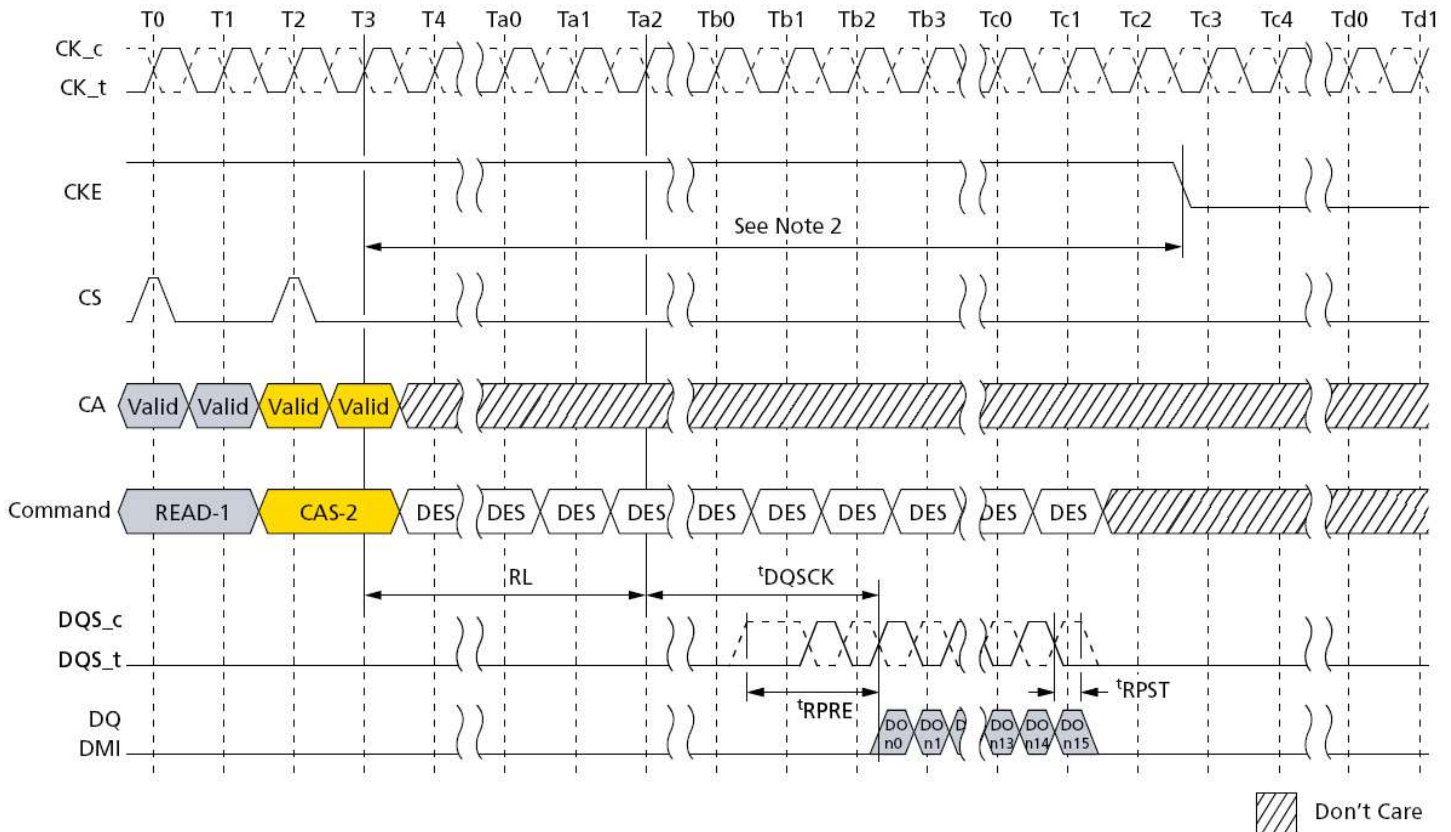 T0 T1 T2 T3 T4 Ta0 Ta1 Ta2 Tb0 Tb1 Tb2 Tb3 Tc0 Tc1 Tc2 Tc3 Tc4 Td0 Td1
CK_c
CK_t
CKE
See Note 2
CS
CA Valid Valid Valid Valid
Command READ-1 CAS-2 DES DES DES DES DES DES DES DES DES DES
RL tDQSCK
DQS_c
DQS_t
tRPRE tRPST
DQ DO DO D DO DO DO
DMI n0 n1 n13 n14 n15
Don't Care